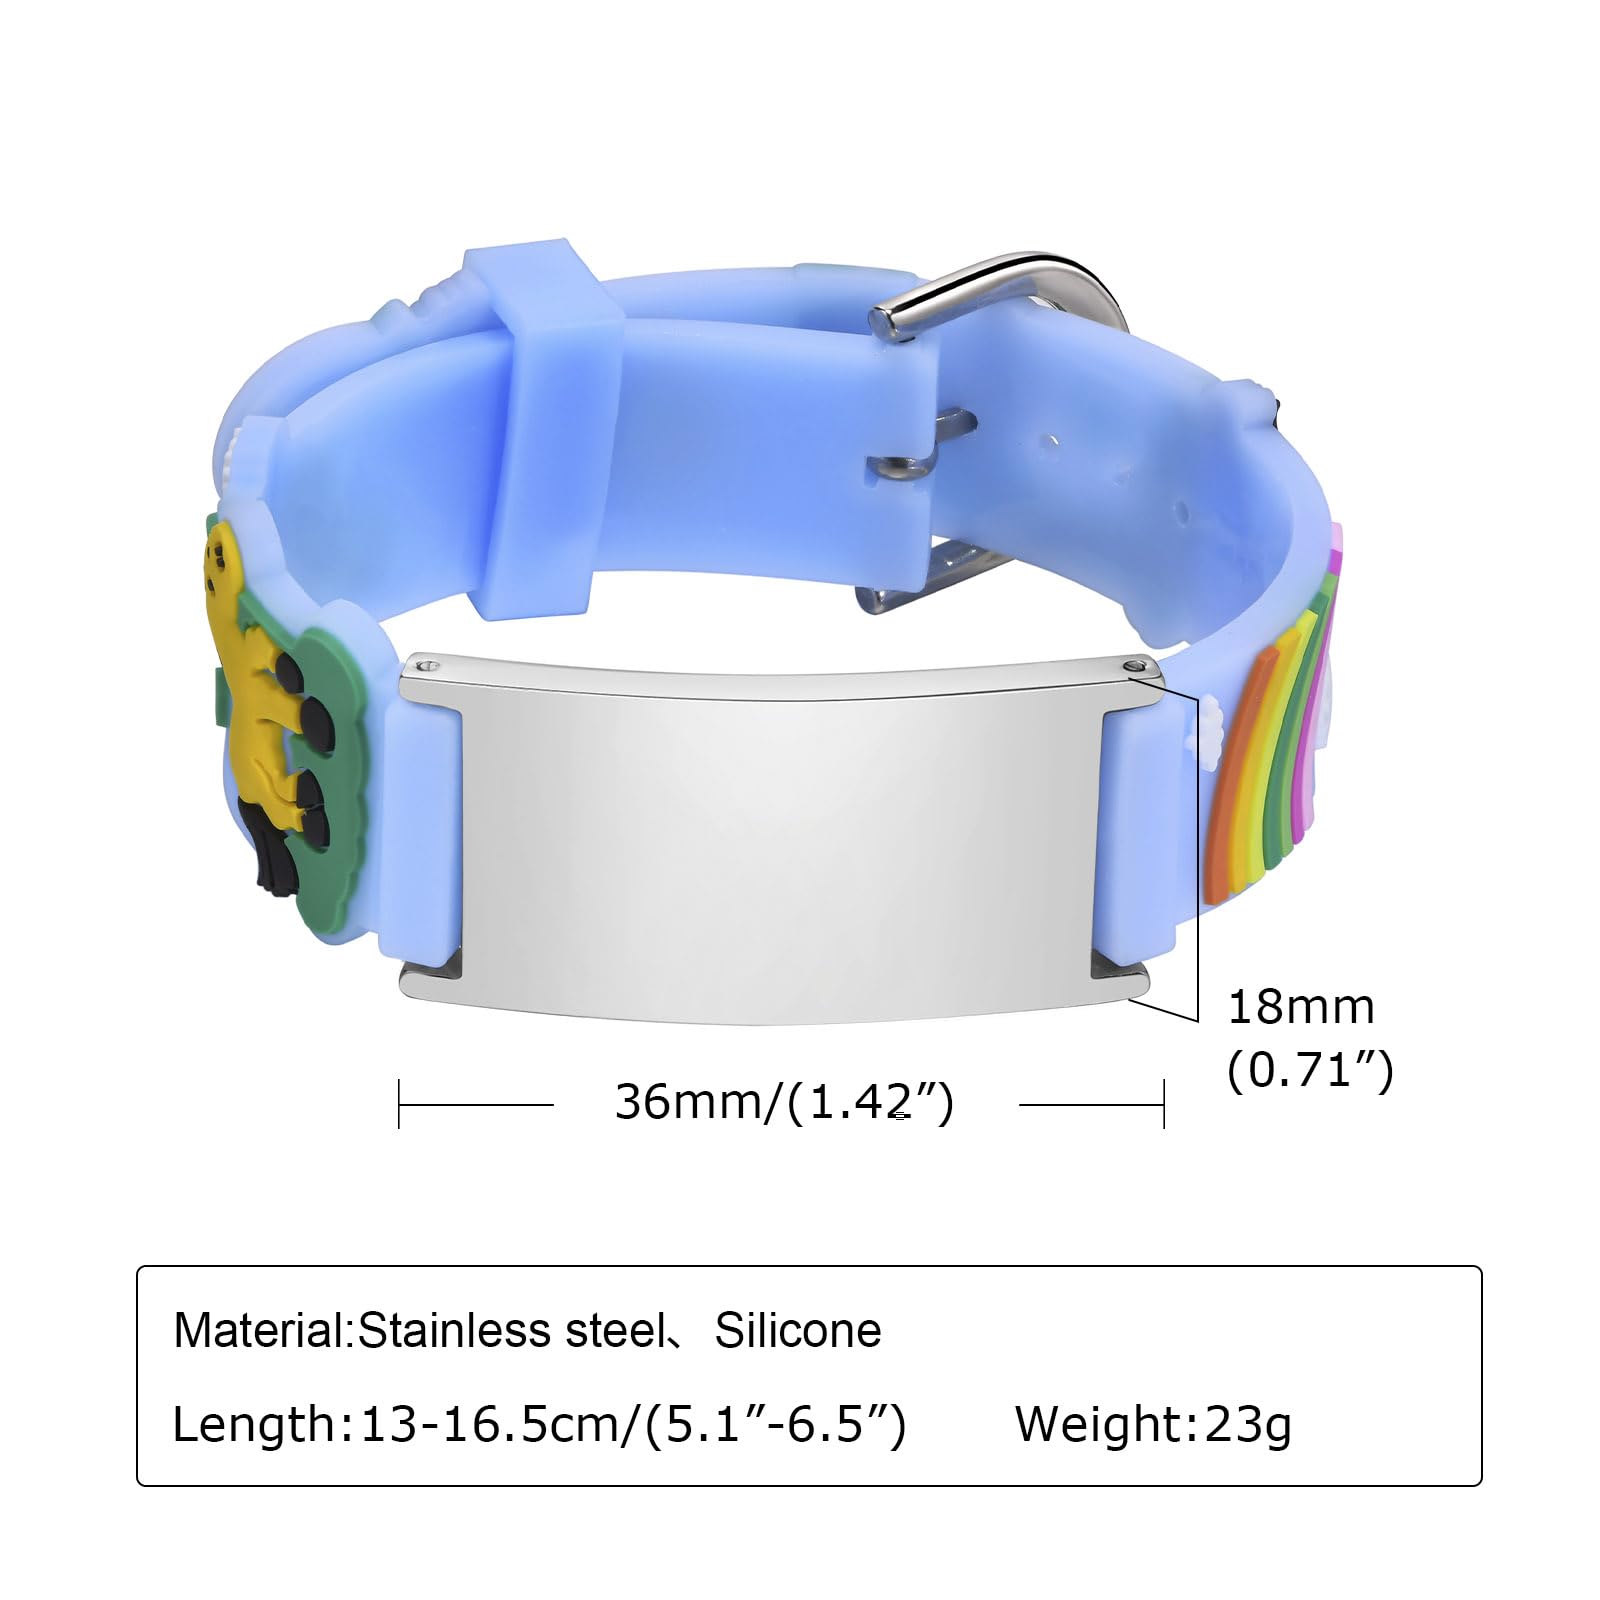 18mm
(0.71″)
36mm/(1.42″)
Material:Stainless steel、Silicone
Length:13-16.5cm/(5.1″-6.5″) Weight:23g